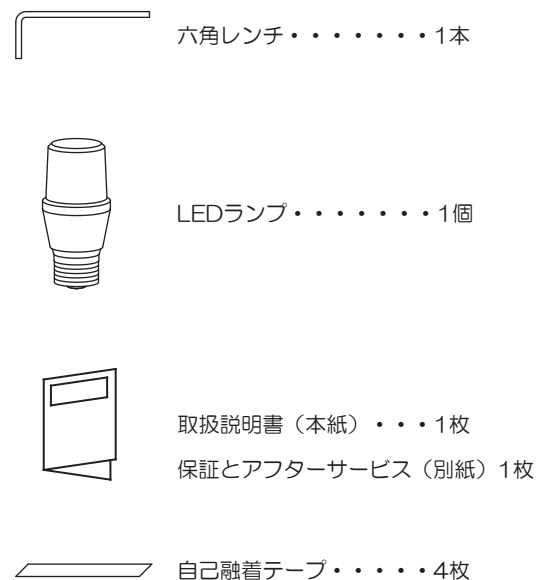 六角レンチ・・・・・・・1本
LEDランプ・・・・・・・1個
取扱説明書（本紙）・・・1枚
保証とアフターサービス（別紙）1枚
自己融着テープ・・・・・4枚